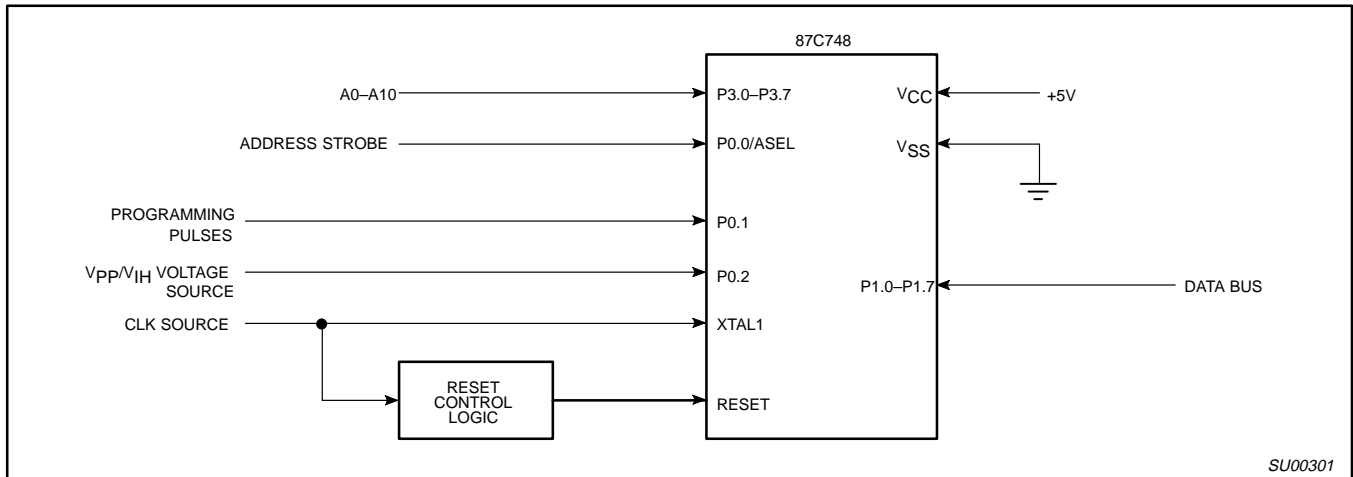 87C748
A0–A10
P3.0–P3.7
VCC
+5V
ADDRESS STROBE
P0.0/ASEL
VSS
PROGRAMMING
PULSES
P0.1
VPP/VIH VOLTAGE
SOURCE
P0.2
P1.0–P1.7
DATA BUS
CLK SOURCE
XTAL1
RESET
CONTROL
LOGIC
RESET
SU00301